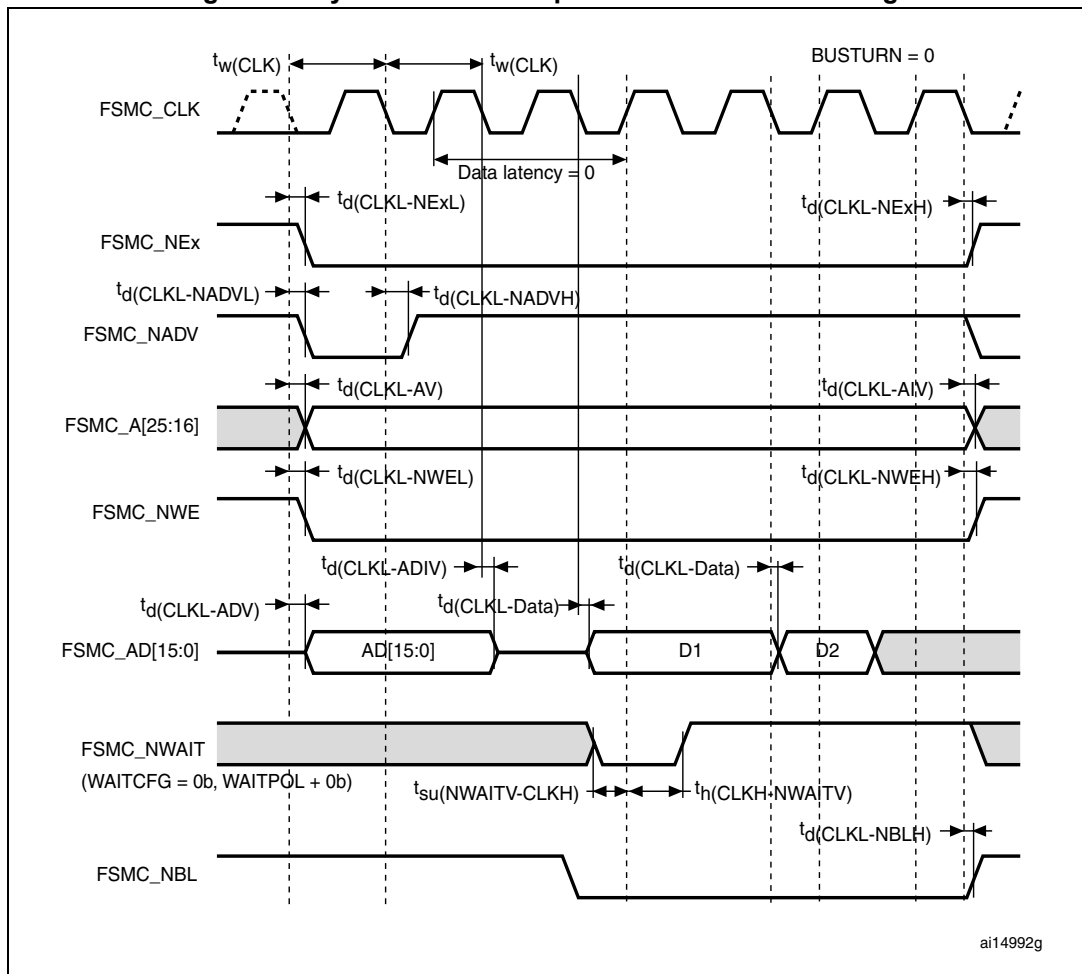 tw(CLK)
tw(CLK)
BUSTURN = 0
FSMC_CLK
Data latency = 0
td(CLKL-NExL)
td(CLKL-NExH)
FSMC_NEx
td(CLKL-NADVL)
td(CLKL-NADVH)
FSMC_NADV
td(CLKL-AV)
td(CLKL-AIV)
FSMC_A[25:16]
td(CLKL-NWEL)
td(CLKL-NWEH)
FSMC_NWE
td(CLKL-ADIV)
td(CLKL-Data)
td(CLKL-ADV)
td(CLKL-Data)
FSMC_AD[15:0]
AD[15:0]
D1
D2
FSMC_NWAIT
(WAITCFG = 0b, WAITPOL + 0b)
tsu(NWAITV-CLKH)
th(CLKH-NWAITV)
td(CLKL-NBLH)
FSMC_NBL
ai14992g